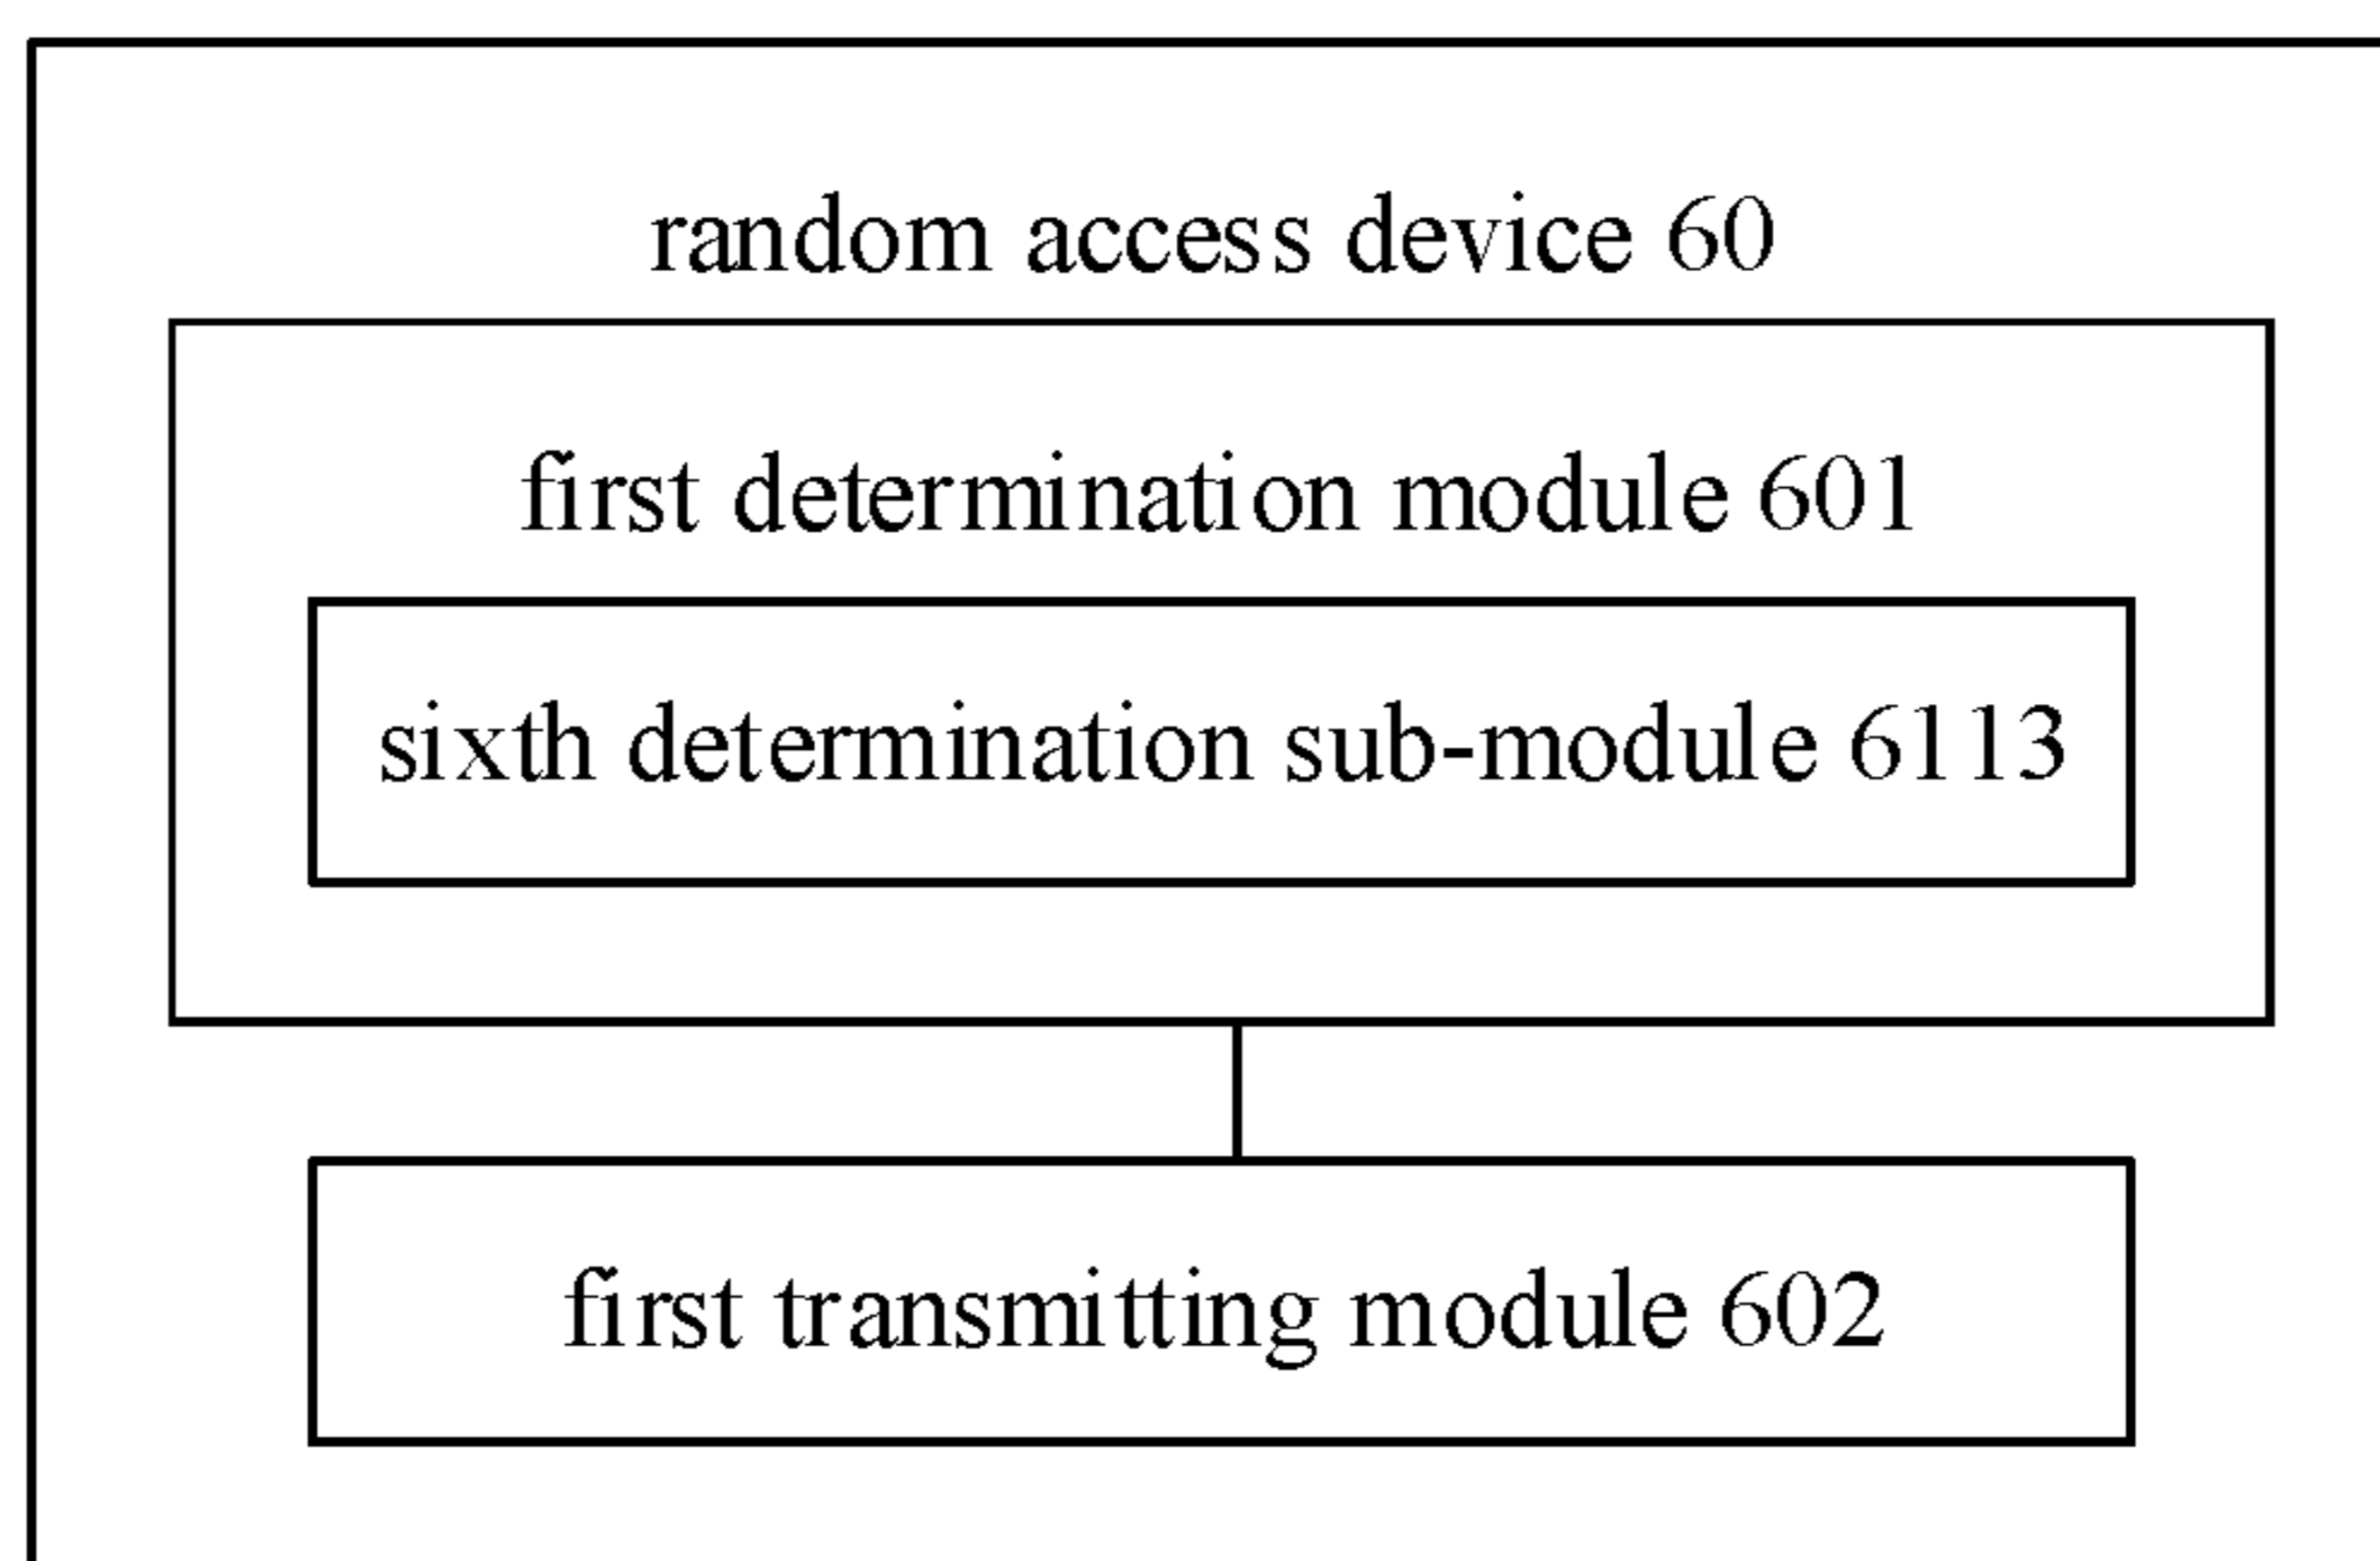 random access device 60
first determination module 601
sixth determination sub-module 6113
first transmitting module 602